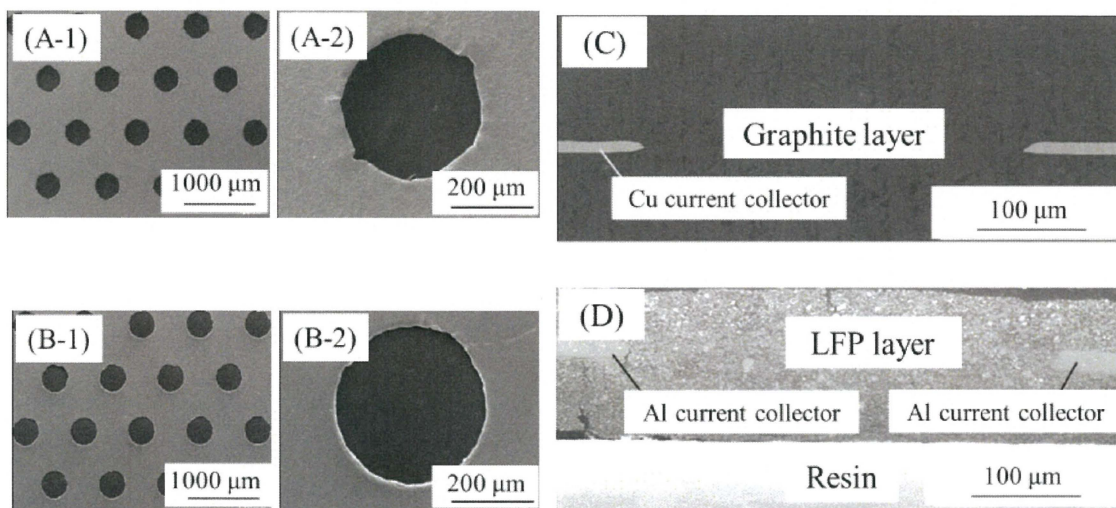 (A-1)
1000 μm
(A-2)
200 μm
(C)
Graphite layer
Cu current collector
100 μm
(B-1)
1000 μm
(B-2)
200 μm
(D)
LFP layer
Al current collector
Al current collector
Resin
100 μm